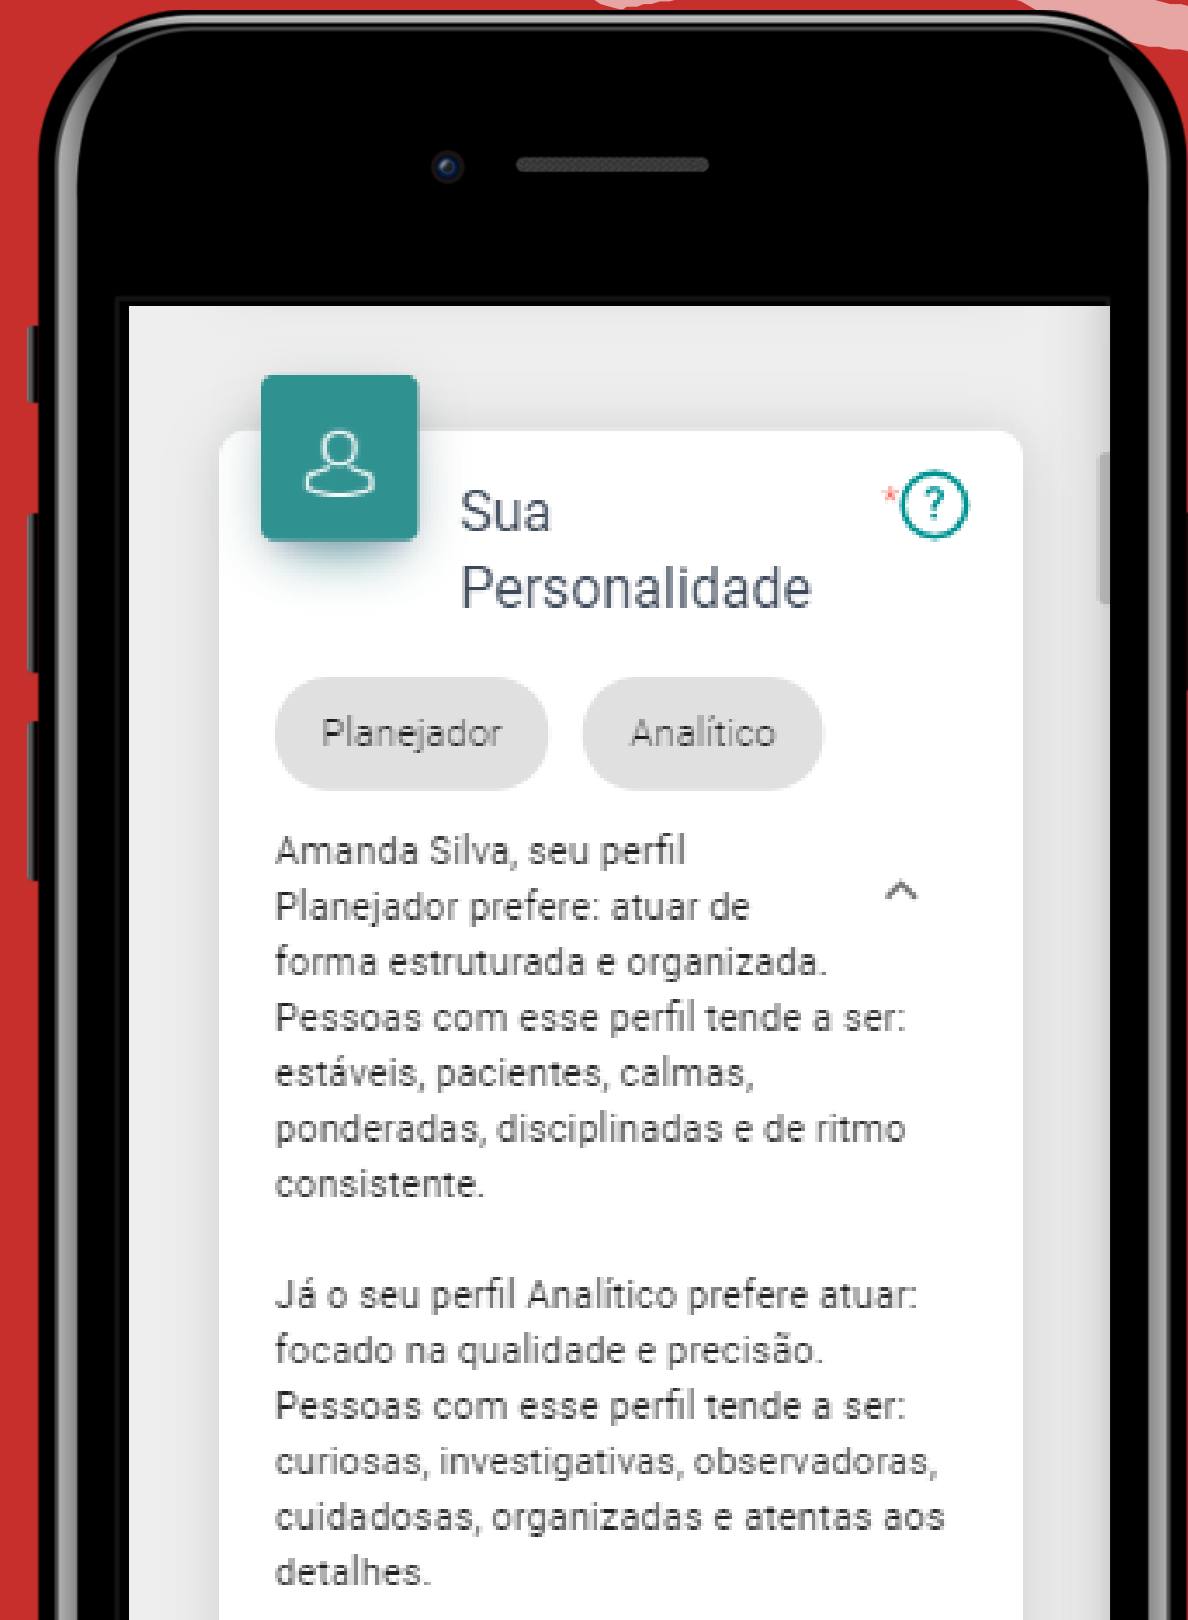 Sua
Personalidade
*
?
Planejador
Analítico
Amanda Silva, seu perfil
Planejador prefere: atuar de
forma estruturada e organizada.
Pessoas com esse perfil tende a ser:
estáveis, pacientes, calmas,
ponderadas, disciplinadas e de ritmo
consistente.
Já o seu perfil Analítico prefere atuar:
focado na qualidade e precisão.
Pessoas com esse perfil tende a ser:
curiosas, investigativas, observadoras,
cuidadosas, organizadas e atentas aos
detalhes.